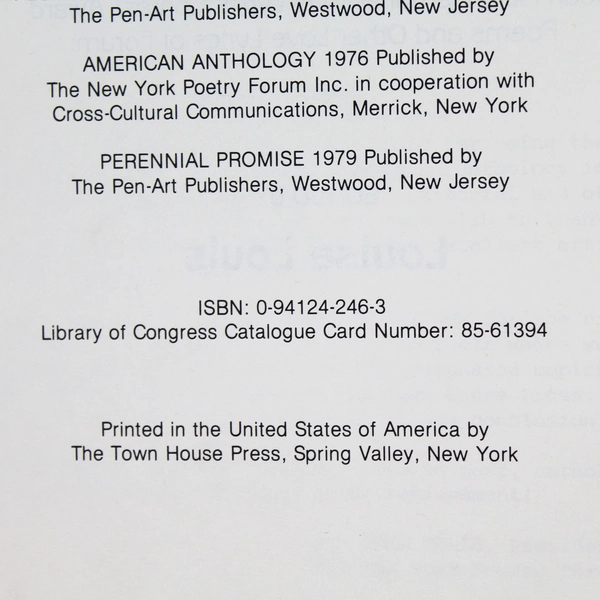 The Pen-Art Publishers, Westwood, New Jersey
AMERICAN ANTHOLOGY 1976 Published by
The New York Poetry Forum Inc. in cooperation with
Cross-Cultural Communications, Merrick, New York
PERENNIAL PROMISE 1979 Published by
The Pen-Art Publishers, Westwood, New Jersey
Louise Louis
ISBN: 0-94124-246-3
Library of Congress Catalogue Card Number: 85-61394
Printed in the United States of America by
The Town House Press, Spring Valley, New York